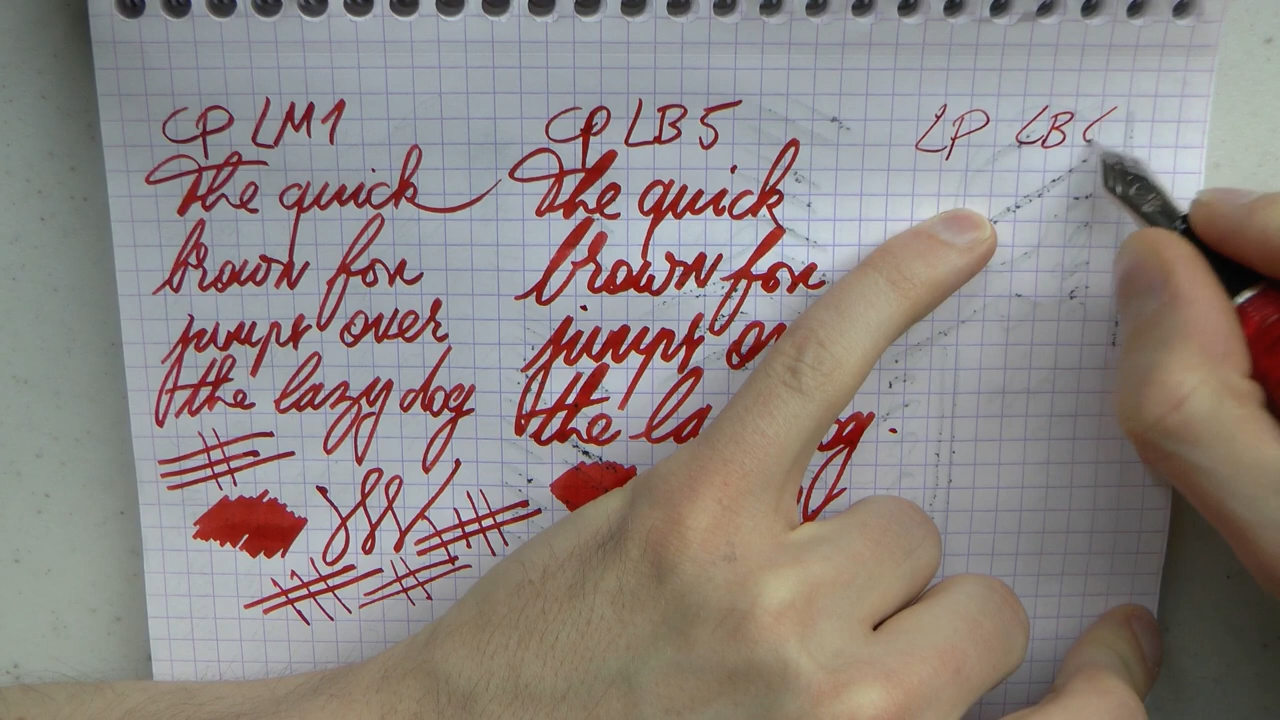 CP LM1
The quick
brown fox
jumps over
the lazy dog
CP LB5
The quick
brown fox
jumps
the
LP LB